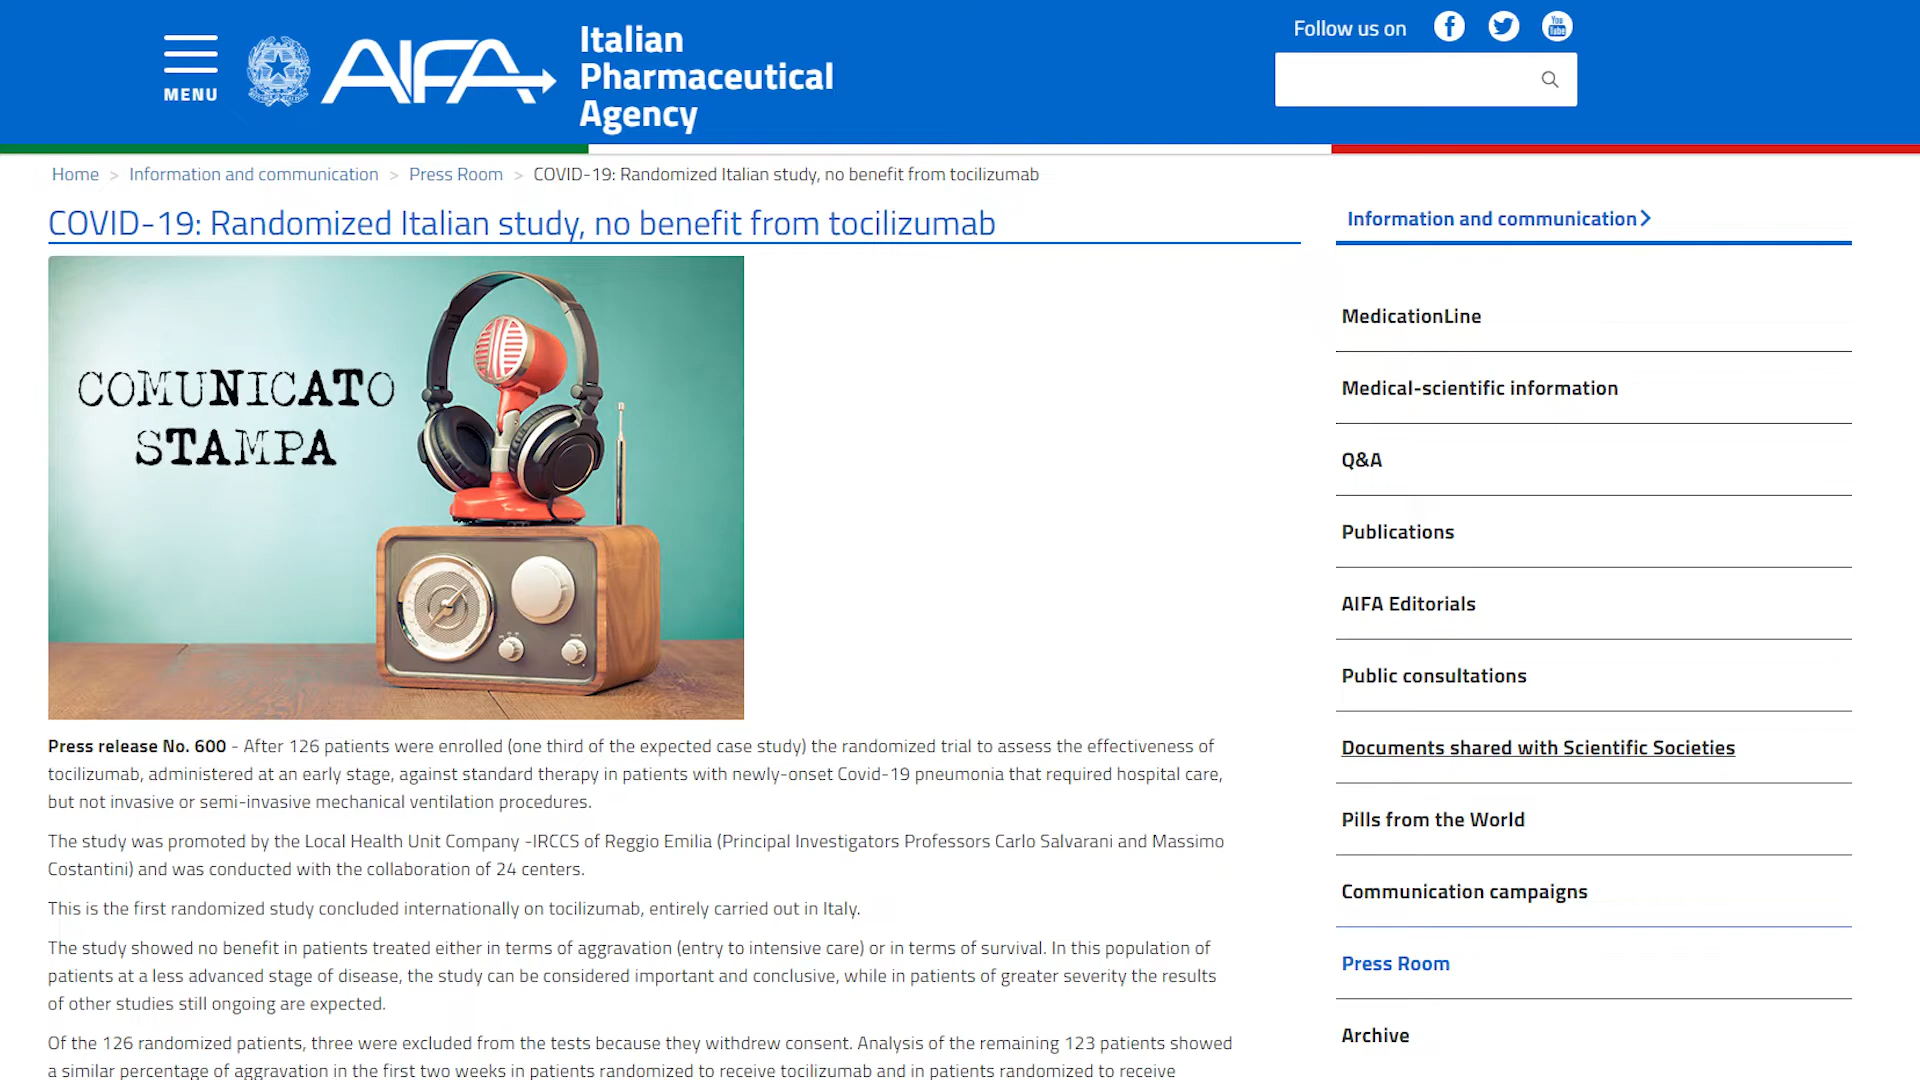 MENU
AIFA
Italian
Pharmaceutical
Agency
Follow us on
You
Tube
Home > Information and communication > Press Room > COVID-19: Randomized Italian study, no benefit from tocilizumab
COVID-19: Randomized Italian study, no benefit from tocilizumab
COMUNICATO
STAMPA
Press release No. 600 - After 126 patients were enrolled (one third of the expected case study) the randomized trial to assess the effectiveness of
tocilizumab, administered at an early stage, against standard therapy in patients with newly-onset Covid-19 pneumonia that required hospital care,
but not invasive or semi-invasive mechanical ventilation procedures.
The study was promoted by the Local Health Unit Company -IRCCS of Reggio Emilia (Principal Investigators Professors Carlo Salvarani and Massimo
Costantini) and was conducted with the collaboration of 24 centers.
This is the first randomized study concluded internationally on tocilizumab, entirely carried out in Italy.
The study showed no benefit in patients treated either in terms of aggravation (entry to intensive care) or in terms of survival. In this population of
patients at a less advanced stage of disease, the study can be considered important and conclusive, while in patients of greater severity the results
of other studies still ongoing are expected.
Of the 126 randomized patients, three were excluded from the tests because they withdrew consent. Analysis of the remaining 123 patients showed
a similar percentage of aggravation in the first two weeks in patients randomized to receive tocilizumab and in patients randomized to receive
Information and communication
MedicationLine
Medical-scientific information
Q&A
Publications
AIFA Editorials
Public consultations
Documents shared with Scientific Societies
Pills from the World
Communication campaigns
Press Room
Archive